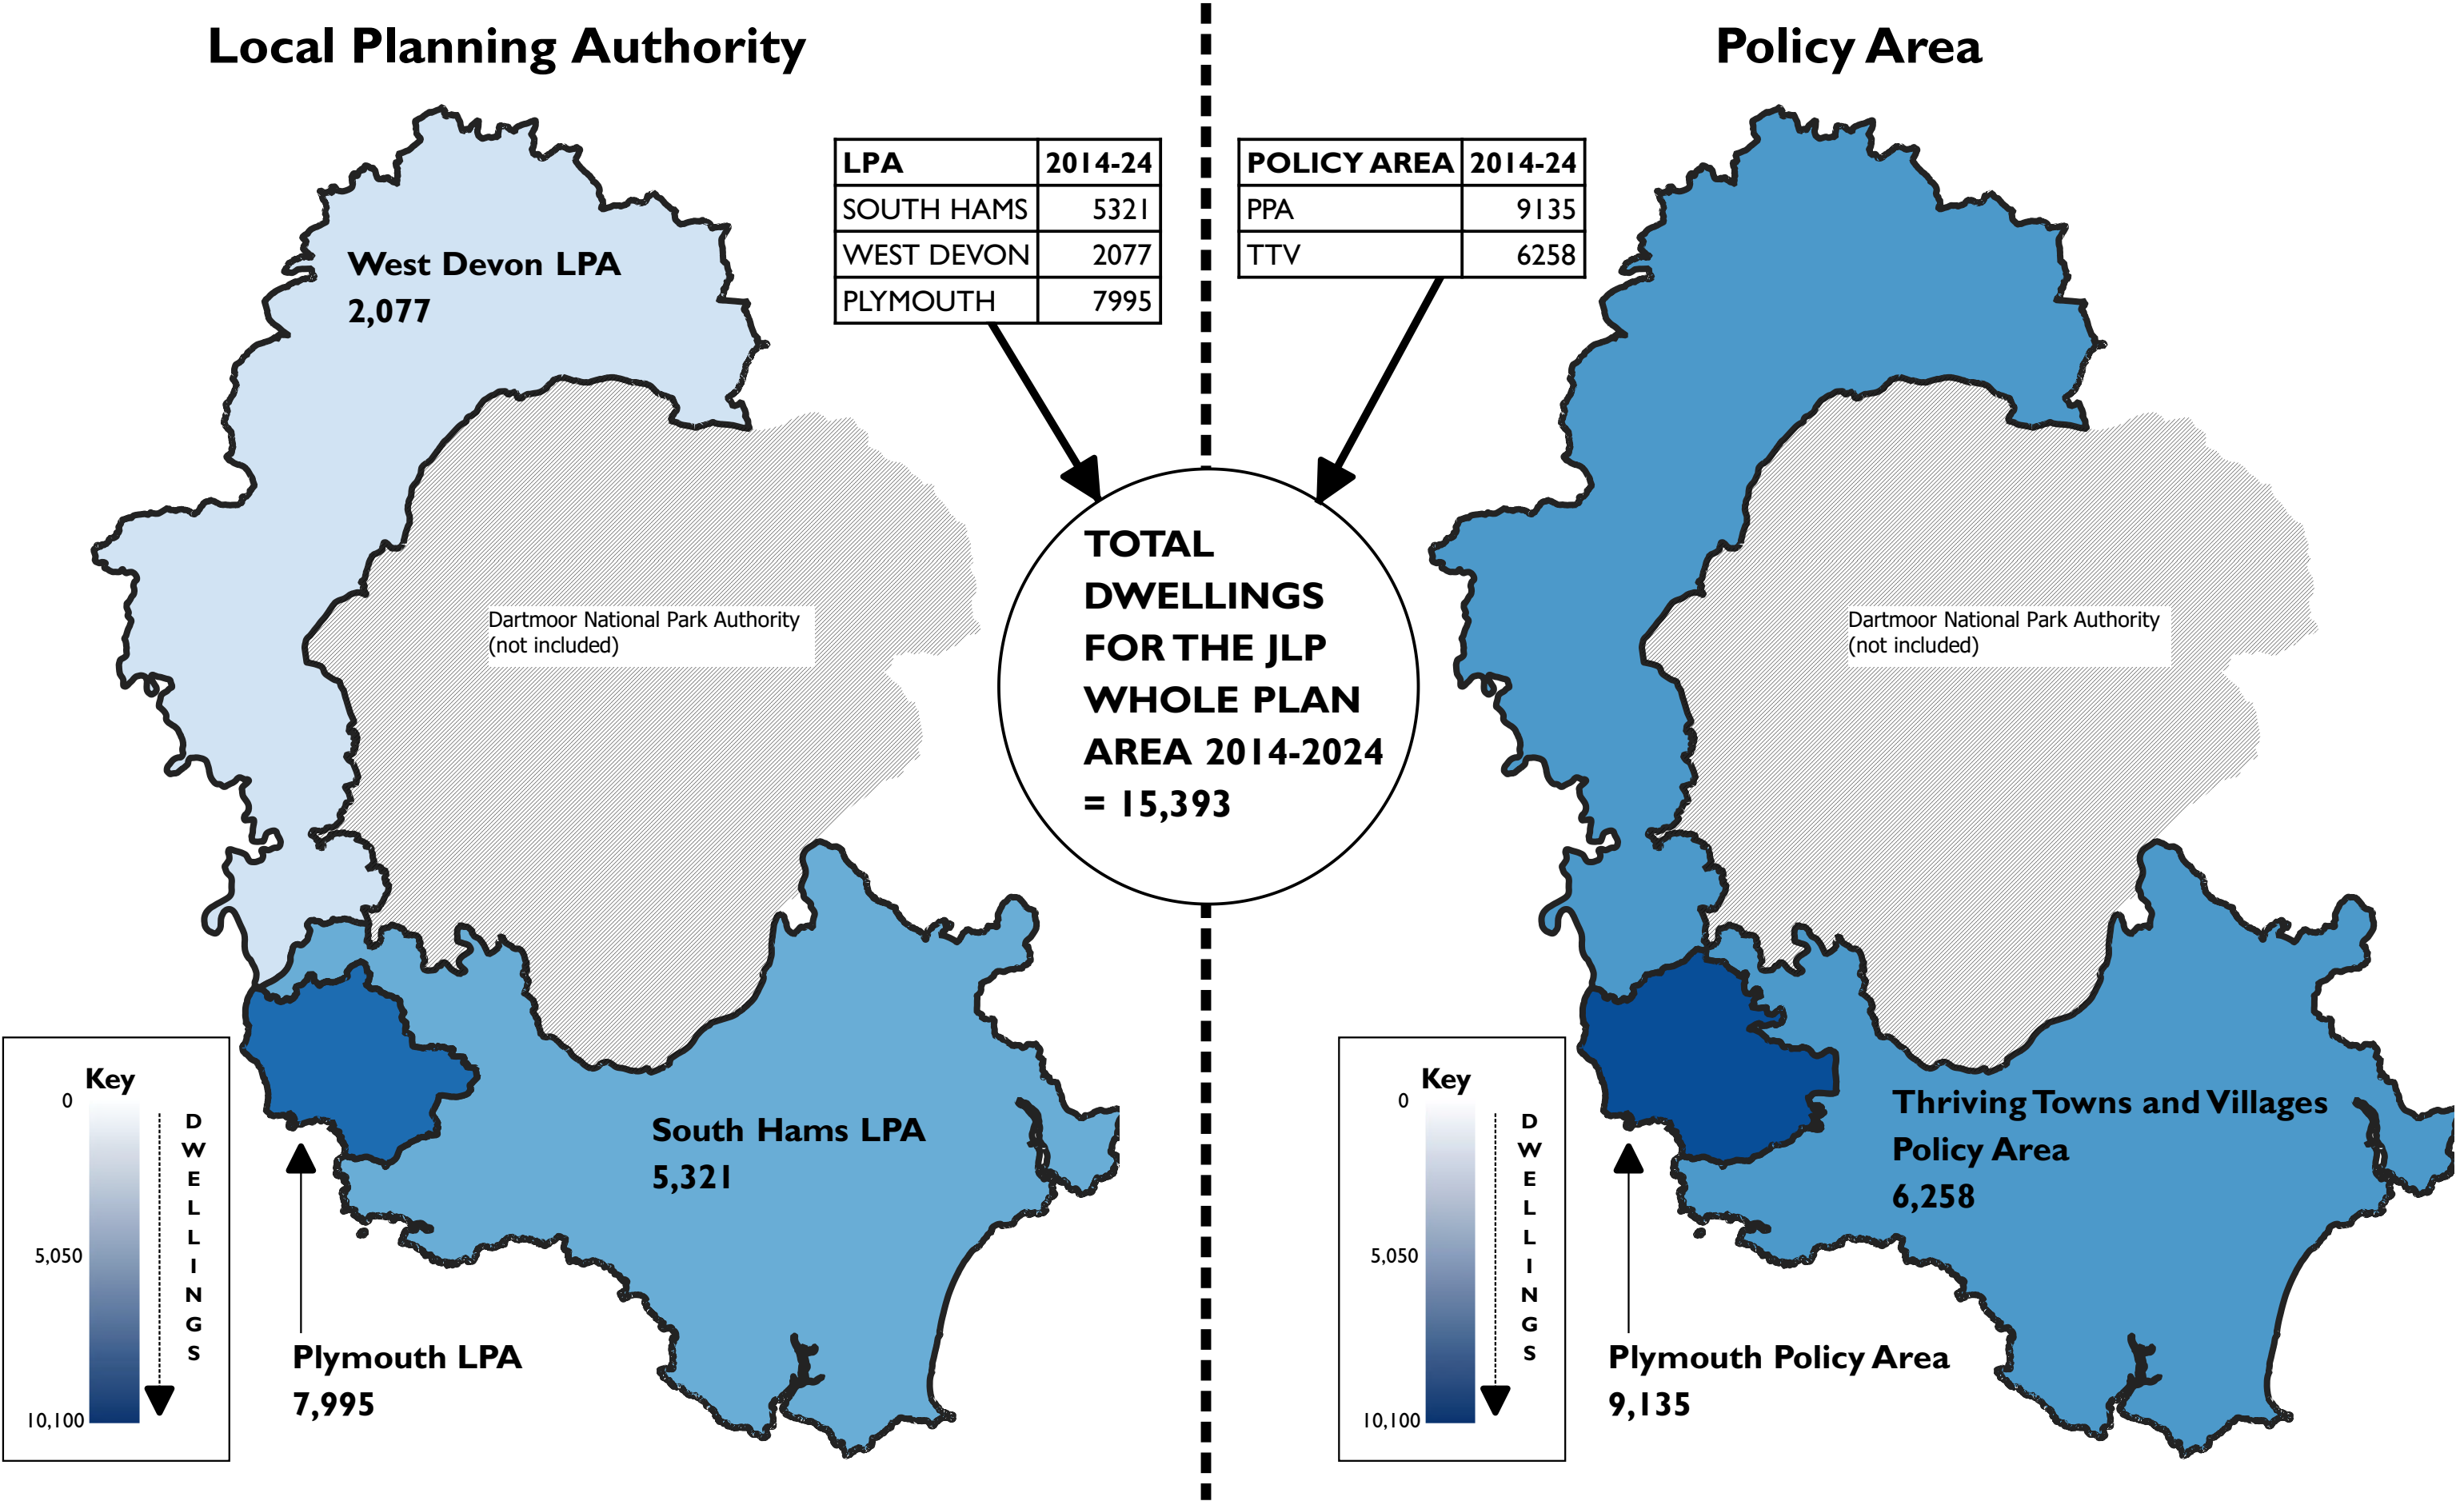 Local Planning Authority
Policy Area
LPA 2014-24
SOUTH HAMS 5321
WEST DEVON 2077
PLYMOUTH 7995
POLICY AREA 2014-24
PPA 9135
TTV 6258
West Devon LPA
2,077
Dartmoor National Park Authority
(not included)
TOTAL
DWELLINGS
FOR THE JLP
WHOLE PLAN
AREA 2014-2024
= 15,393
Dartmoor National Park Authority
(not included)
South Hams LPA
5,321
Plymouth LPA
7,995
Key
0
5,050
10,100
DWELLINGS
Thriving Towns and Villages
Policy Area
6,258
Plymouth Policy Area
9,135
Key
0
5,050
10,100
DWELLINGS